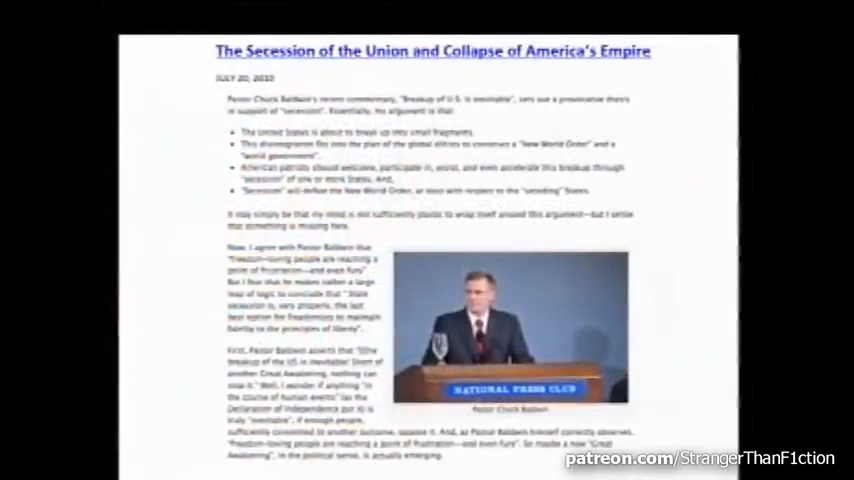 The Secession of the Union and Collapse of America's Empire
JULY 20, 2010
Pastor Chuck Baldwin's recent commentary, "Breakup of U.S. is inevitable", sets out a provocative thesis
in support of "secession". Essentially, his argument is that
The United States is about to break up into small fragments.
This disintegration fits into the plan of the global elitists to construct a "New World Order" and a
"world government".
American patriots should welcome, participate in, assist, and even accelerate this breakup through
"secession" of one or more States. And,
"Secession" will defeat the New World Order, at least with respect to the "seceding" States.
It may simply be that my mind is not sufficiently plastic to wrap itself around this argument—but I sense
that something is missing here.
Now, I agree with Pastor Baldwin that
"freedom-loving people are reaching a
point of frustration—and even fury".
But I fear that he makes rather a large
leap of logic to conclude that "State
secession is, very properly, the last
best option for freedomists to maintain
fidelity to the principles of liberty".
First, Pastor Baldwin asserts that "[t]he
breakup of the US is inevitable! Short of
another Great Awakening, nothing can
stop it." Well, I wonder if anything "in
the course of human events" (as the
Declaration of Independence put it) is
truly "inevitable", if enough people,
sufficiently committed to another outcome, oppose it. And, as Pastor Baldwin himself correctly observes,
"freedom-loving people are reaching a point of frustration—and even fury". So maybe a new "Great
Awakening", in the political sense, is actually emerging.
NATIONAL PRESS CLUB
Pastor Chuck Baldwin
patreon.com/StrangerThanF1ction